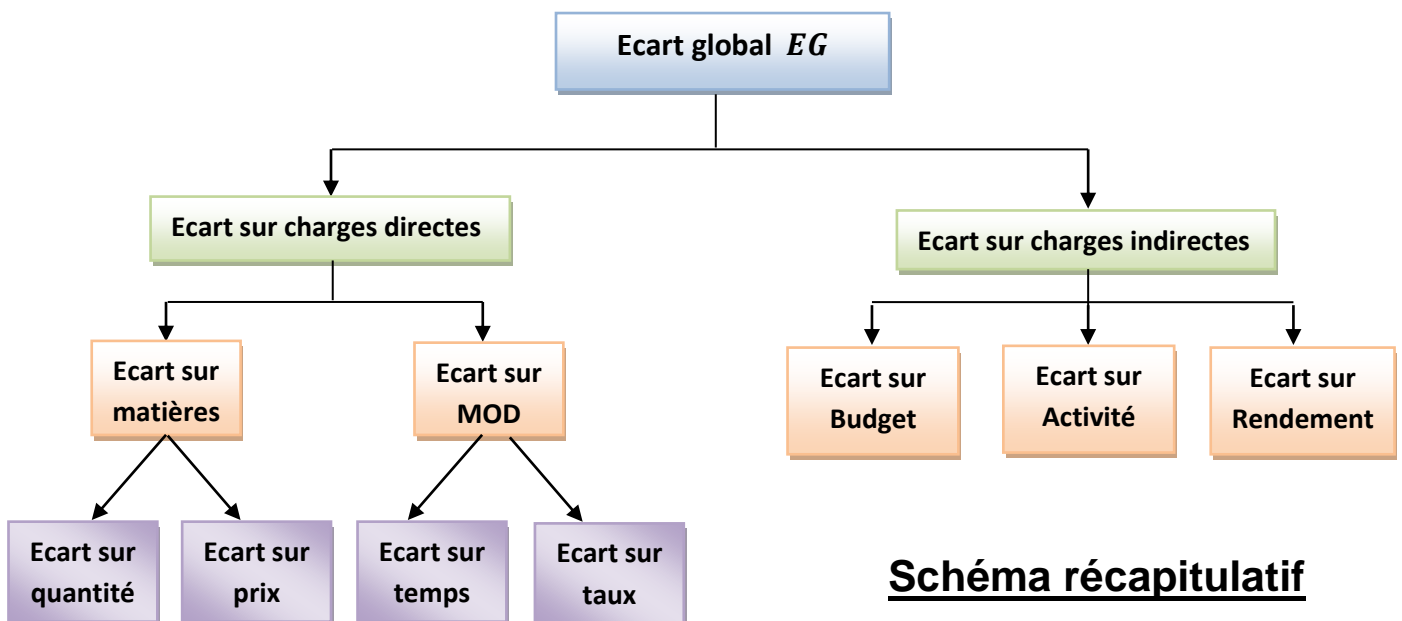 Ecart global EG
Ecart sur charges directes
Ecart sur charges indirectes
Ecart sur
matières
Ecart sur
MOD
Ecart sur
Budget
Ecart sur
Activité
Ecart sur
Rendement
Ecart sur
quantité
Ecart sur
prix
Ecart sur
temps
Ecart sur
taux
Schéma récapitulatif